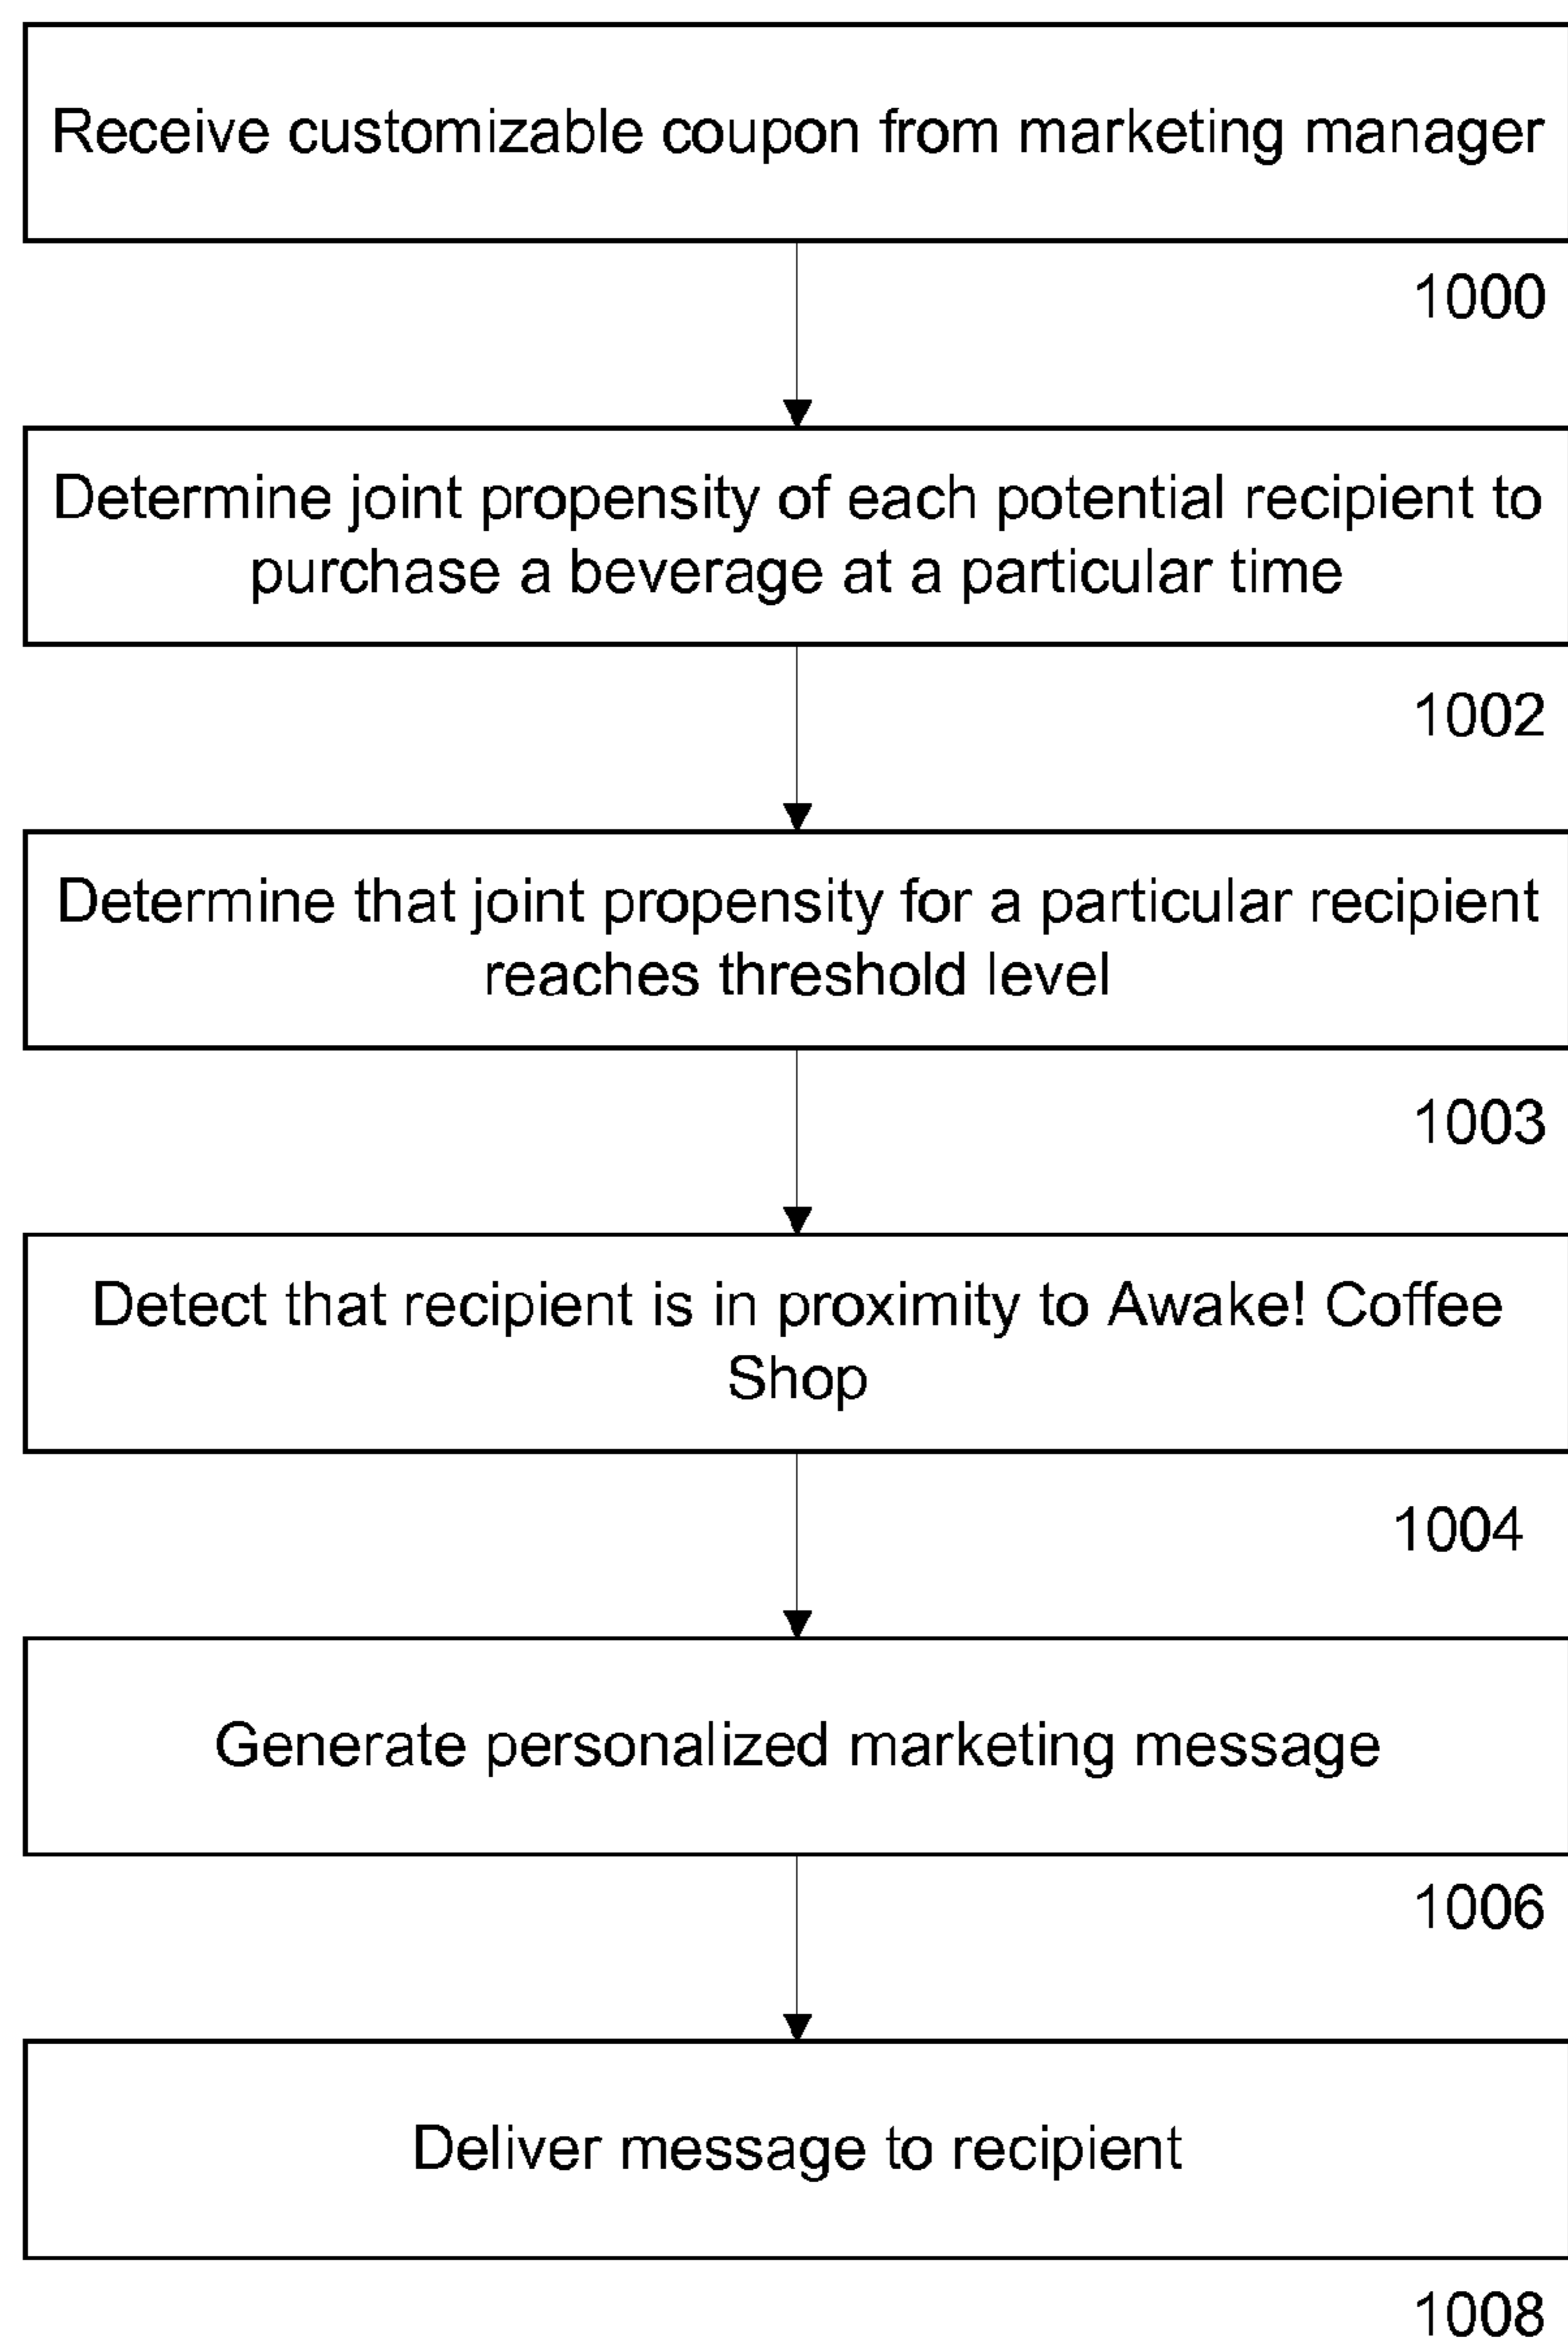 Receive customizable coupon from marketing manager
1000
Determine joint propensity of each potential recipient to
purchase a beverage at a particular time
1002
Determine that joint propensity for a particular recipient
reaches threshold level
1003
Detect that recipient is in proximity to Awake! Coffee
Shop
1004
Generate personalized marketing message
1006
Deliver message to recipient
1008